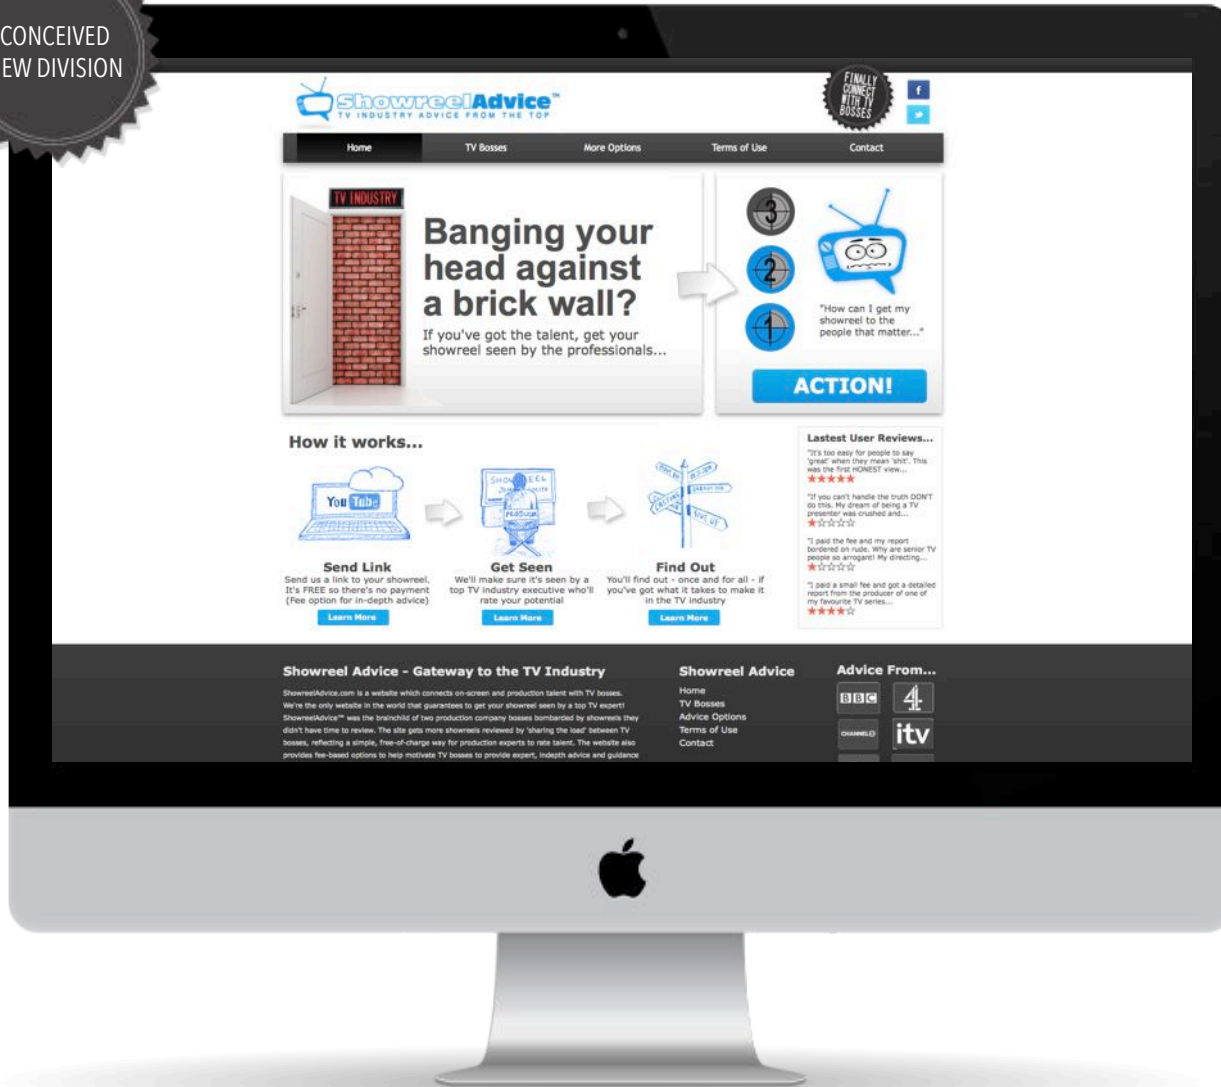 CONCEIVED
EW DIVISION
ShowreelAdvice™
TV INDUSTRY ADVICE FROM THE TOP
FINALLY
CONNECT
WITH TV
BOSSES
f
Home
TV Bosses
More Options
Terms of Use
Contact
TV INDUSTRY
Banging your
head against
a brick wall?
If you've got the talent, get your
showreel seen by the professionals...
3
2
1
"How can I get my
showreel to the
people that matter..."
ACTION!
How it works...
You Tube
SHOWREEL
PRODUCER
CASTING
GIVE UP
Send Link
Send us a link to your showreel.
It's FREE so there's no payment
(Fee option for in-depth advice)
Learn More
Get Seen
We'll make sure it's seen by a
top TV industry executive who'll
rate your potential
Learn More
Find Out
You'll find out - once and for all - if
you've got what it takes to make it
in the TV industry
Learn More
Lastest User Reviews...
"It's too easy for people to say
'great' when they mean 'shit'. This
was the first HONEST view...
"If you can't handle the truth DON'T
do this. My dream of being a TV
presenter was crushed and...
"I paid the fee and my report
bordered on rude. Why are senior TV
people so arrogant! My directing...
"I paid a small fee and got a detailed
report from the producer of one of
my favourite TV series...
Showreel Advice - Gateway to the TV Industry
ShowreelAdvice.com is a website which connects on-screen and production talent with TV bosses.
We're the only website in the world that guarantees to get your showreel seen by a top TV expert!
ShowreelAdvice™ was the brainchild of two production company bosses bombarded by showreels they
didn't have time to review. The site gets more showreels reviewed by 'sharing the load' between TV
bosses, reflecting a simple, free-of-charge way for production experts to rate talent. The website also
provides fee-based options to help motivate TV bosses to provide expert, indepth advice and guidance
Showreel Advice
Home
TV Bosses
Advice Options
Terms of Use
Contact
Advice From...
BBC
4
CHANNEL 5
itv